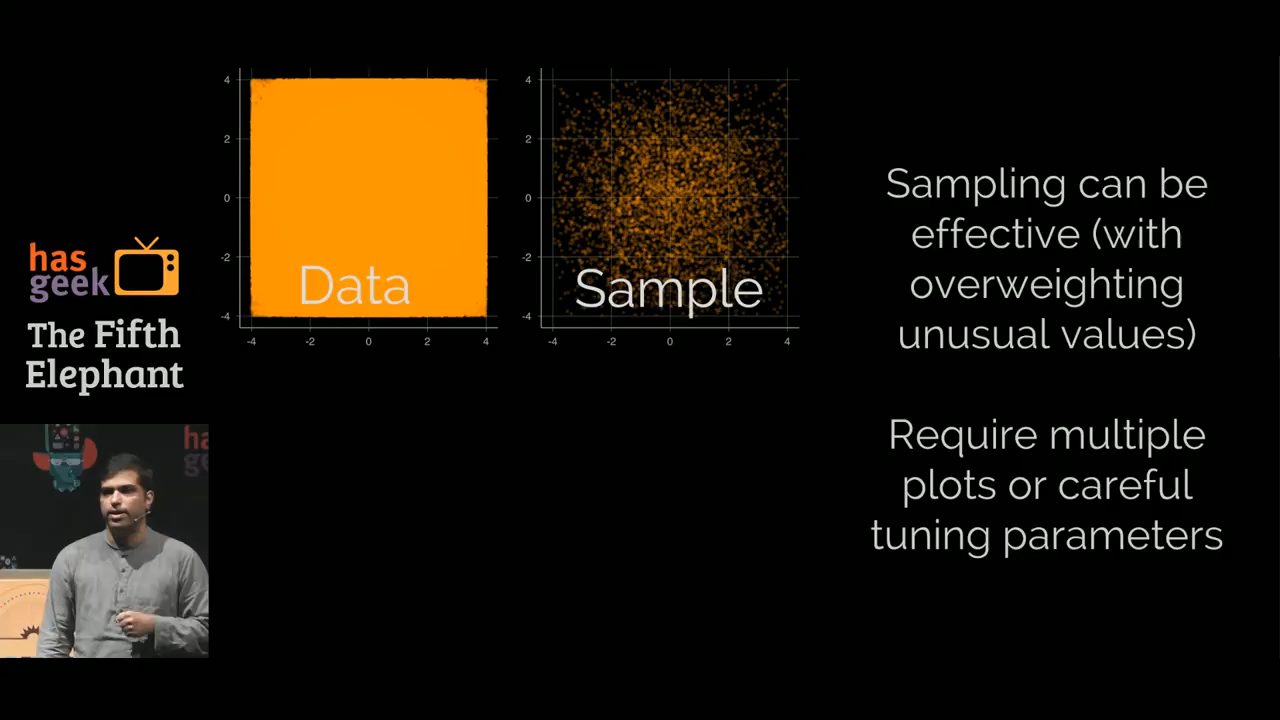 has
geek
The Fifth
Elephant
4
2
0
-2
-4
-4
-2
0
2
4
Data
4
2
0
-2
-4
-4
-2
0
2
4
Sample
Sampling can be
effective (with
overweighting
unusual values)
Require multiple
plots or careful
tuning parameters
ha
ge